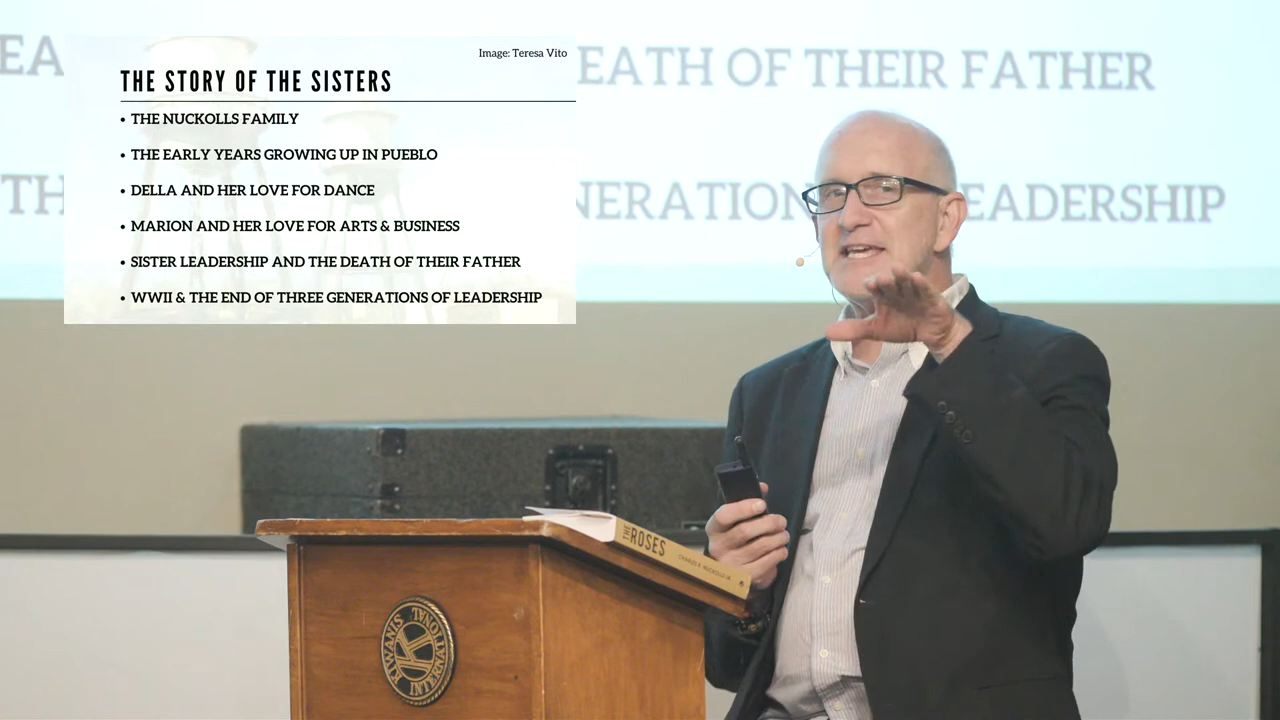 Image: Teresa Vito
THE STORY OF THE SISTERS
• THE NUCKOLLS FAMILY
• THE EARLY YEARS GROWING UP IN PUEBLO
• DELLA AND HER LOVE FOR DANCE
• MARION AND HER LOVE FOR ARTS & BUSINESS
• SISTER LEADERSHIP AND THE DEATH OF THEIR FATHER
• WWII & THE END OF THREE GENERATIONS OF LEADERSHIP
EA EATH OF THEIR FATHER
TH NERATION EADERSHIP
THE ROSES
KIWANIS
INTERNATIONAL
K